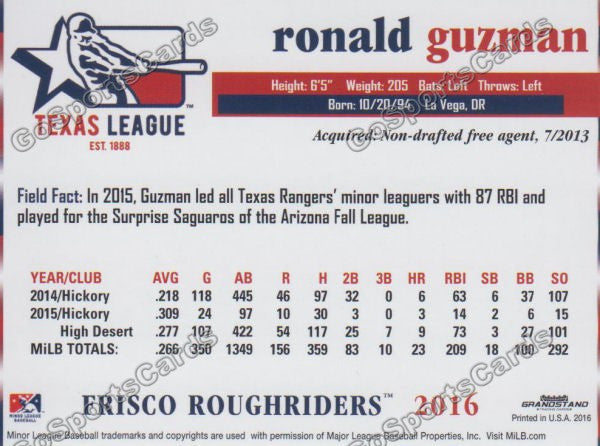 ronald guzman
Height: 6'5" Weight: 205 Bats: Left Throws: Left
Born: 10/20/94 La Vega, DR
TEXAS LEAGUE
EST. 1888
Acquired: Non-drafted free agent, 7/2013
Field Fact: In 2015, Guzman led all Texas Rangers' minor leaguers with 87 RBI and
played for the Surprise Saguaros of the Arizona Fall League.
YEAR/CLUB AVG G AB R H 2B 3B HR RBI SB BB SO
2014/Hickory .218 118 445 46 97 32 0 6 63 6 37 107
2015/Hickory .309 24 97 10 30 3 0 3 14 2 6 15
High Desert .277 107 422 54 117 25 7 9 73 3 27 101
MiLB TOTALS: .266 350 1349 156 359 83 10 23 209 18 100 292
MINOR LEAGUE
BASEBALL
FRISCO ROUGHRIDERS™ 2016
GRANDSTAND
Printed in U.S.A. 2016
Minor League Baseball trademarks and copyrights are used with permission of Major League Baseball Properties, Inc. Visit MiLB.com.
GoSportsCards
GoSportsCards
GoSportsCards
GoSportsCards